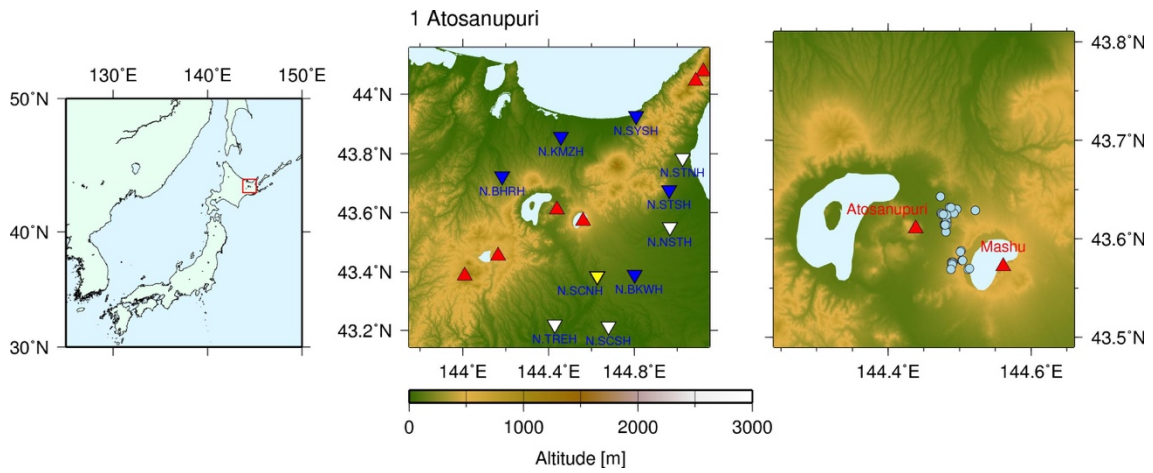 1 Atosanupuri
130°E 140°E 150°E
50°N
40°N
30°N
44°N
43.8°N
43.6°N
43.4°N
43.2°N
144°E 144.4°E 144.8°E
N.SYSH
N.KMZH
N.STNH
N.BHRH
N.STSH
N.NSTH
N.SCNH
N.BKWH
N.TREH
N.SCSH
43.8°N
43.7°N
43.6°N
43.5°N
144.4°E 144.6°E
Atosanupuri
Mashu
0 1000 2000 3000
Altitude [m]